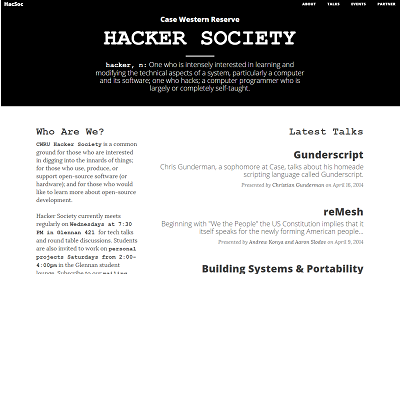 HacSoc
ABOUT TALKS EVENTS PARTNER
Case Western Reserve
HACKER SOCIETY
hacker, n: One who is intensely interested in learning and
modifying the technical aspects of a system, particularly a computer
and its software; one who hacks; a computer programmer who is
largely or completely self-taught.
Who Are We?
CWRU Hacker Society is a common
ground for those who are interested
in digging into the innards of things;
for those who use, produce, or
support open-source software (or
hardware); and for those who would
like to learn more about open-source
development.
Hacker Society currently meets
regularly on Wednesdays at 7:30
PM in Glennan 421 for tech talks
and round table discussions. Students
are also invited to work on personal
projects Saturdays from 2:00-
4:00pm in the Glennan student
lounge. Subscribe to our mailing
Latest Talks
Gunderscript
Chris Gunderman, a sophomore at Case, talks about his homeade
scripting language called Gunderscript.
Presented by Christian Gunderman on April 16, 2014
reMesh
Beginning with "We the People" the US Constitution implies that it
itself speaks for the newly forming American people...
Presented by Andrew Konya and Aaron Slodov on April 9, 2014
Building Systems & Portability